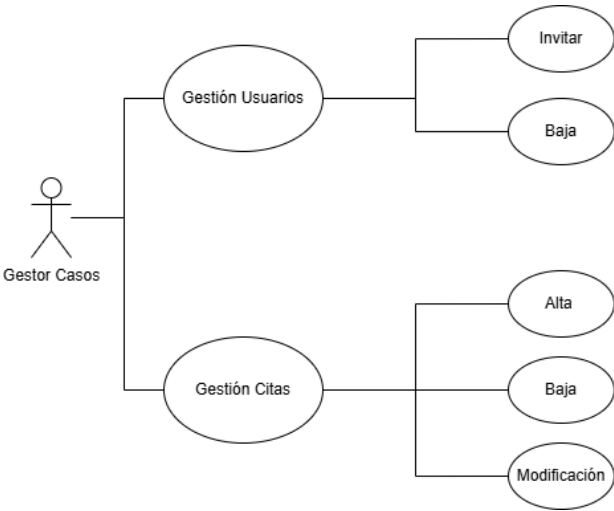 Invitar
Gestión Usuarios
Baja
Gestor Casos
Alta
Gestión Citas
Baja
Modificación